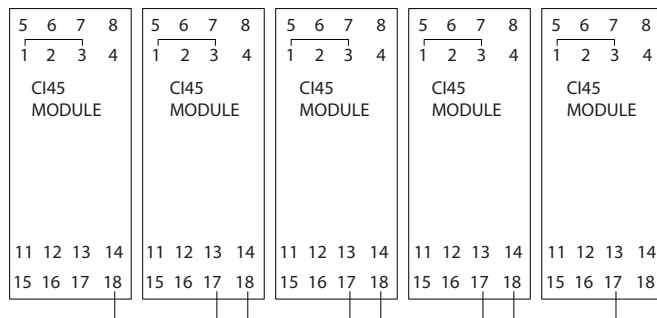 5 6 7 8 5 6 7 8 5 6 7 8 5 6 7 8 5 6 7 8
1 2 3 4 1 2 3 4 1 2 3 4 1 2 3 4 1 2 3 4
CI45 CI45 CI45 CI45 CI45
MODULE MODULE MODULE MODULE MODULE
11 12 13 14 11 12 13 14 11 12 13 14 11 12 13 14 11 12 13 14
15 16 17 18 15 16 17 18 15 16 17 18 15 16 17 18 15 16 17 18